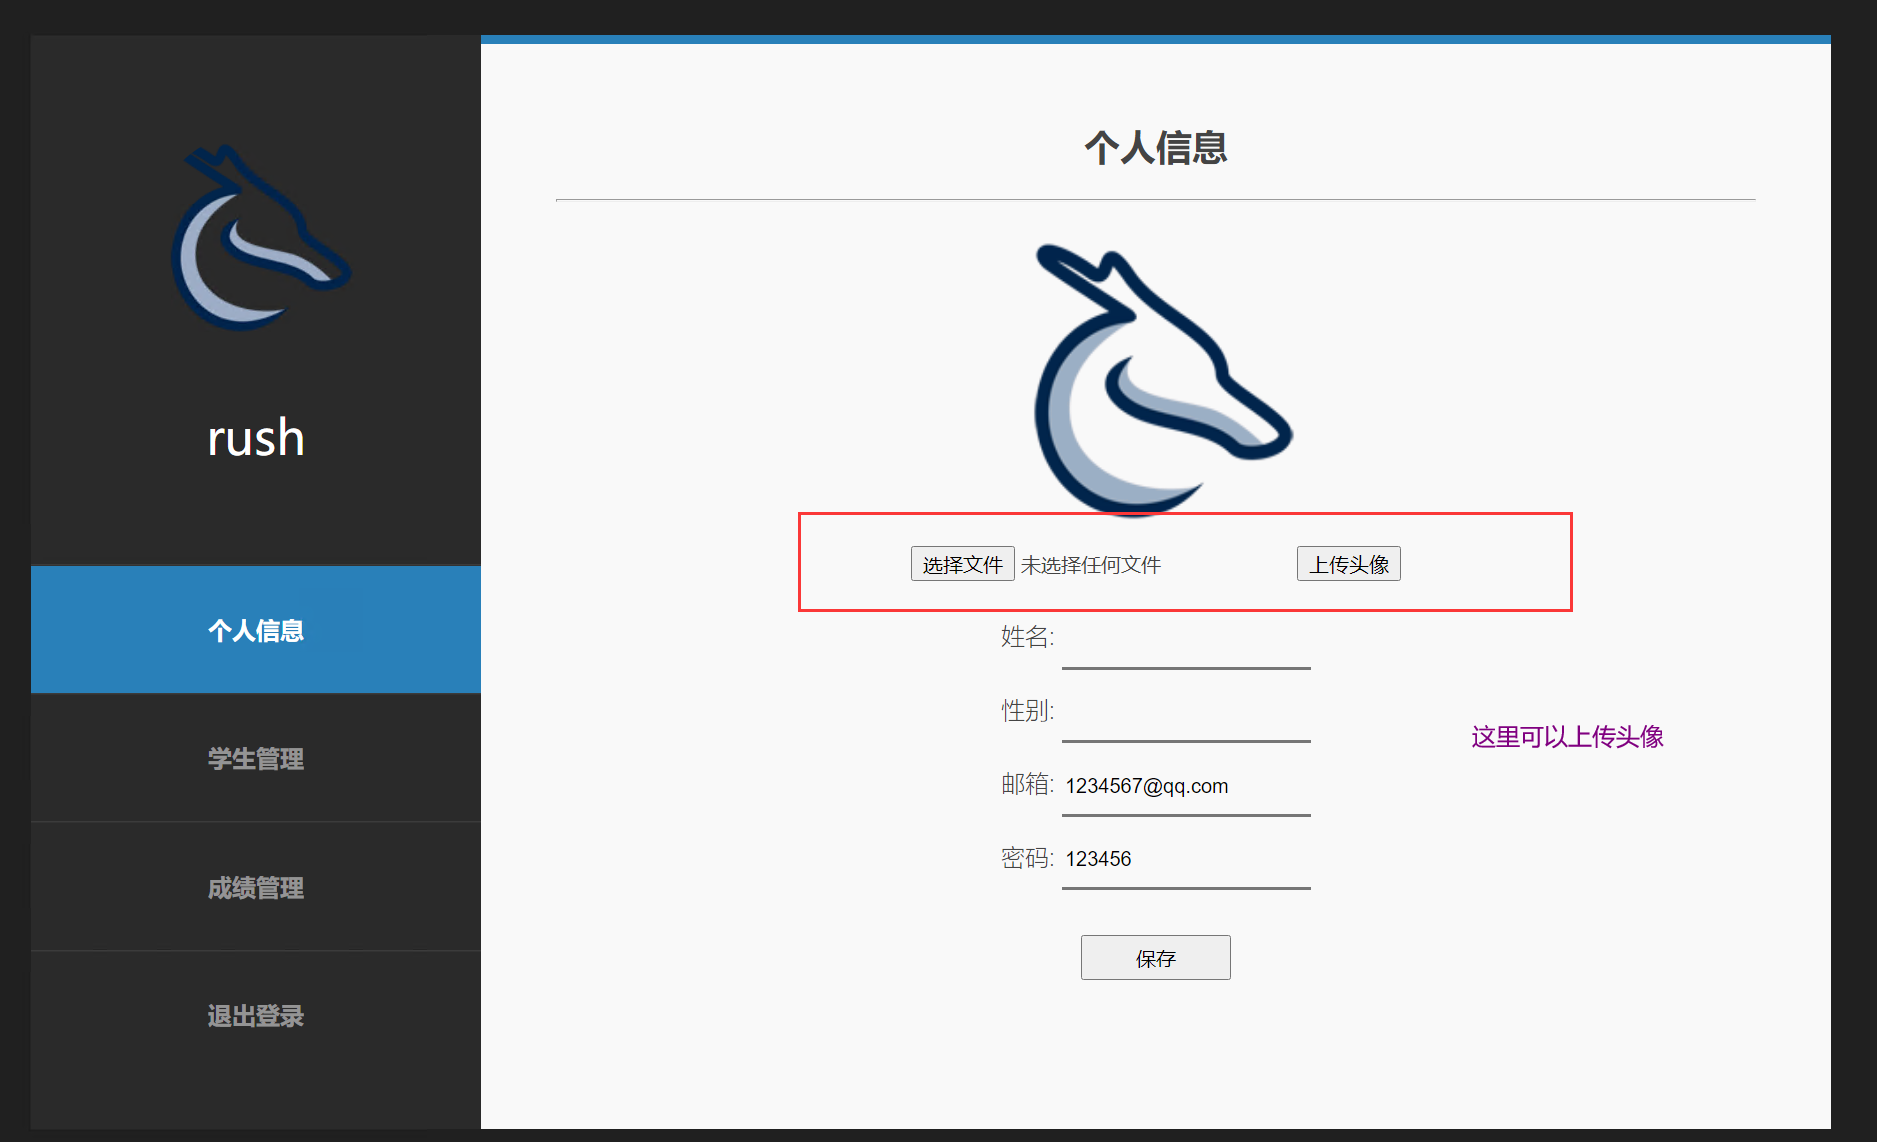 rush
个人信息
学生管理
成绩管理
退出登录
个人信息
选择文件 未选择任何文件 上传头像
姓名:
性别:
这里可以上传头像
邮箱: 1234567@qq.com
密码: 123456
保存